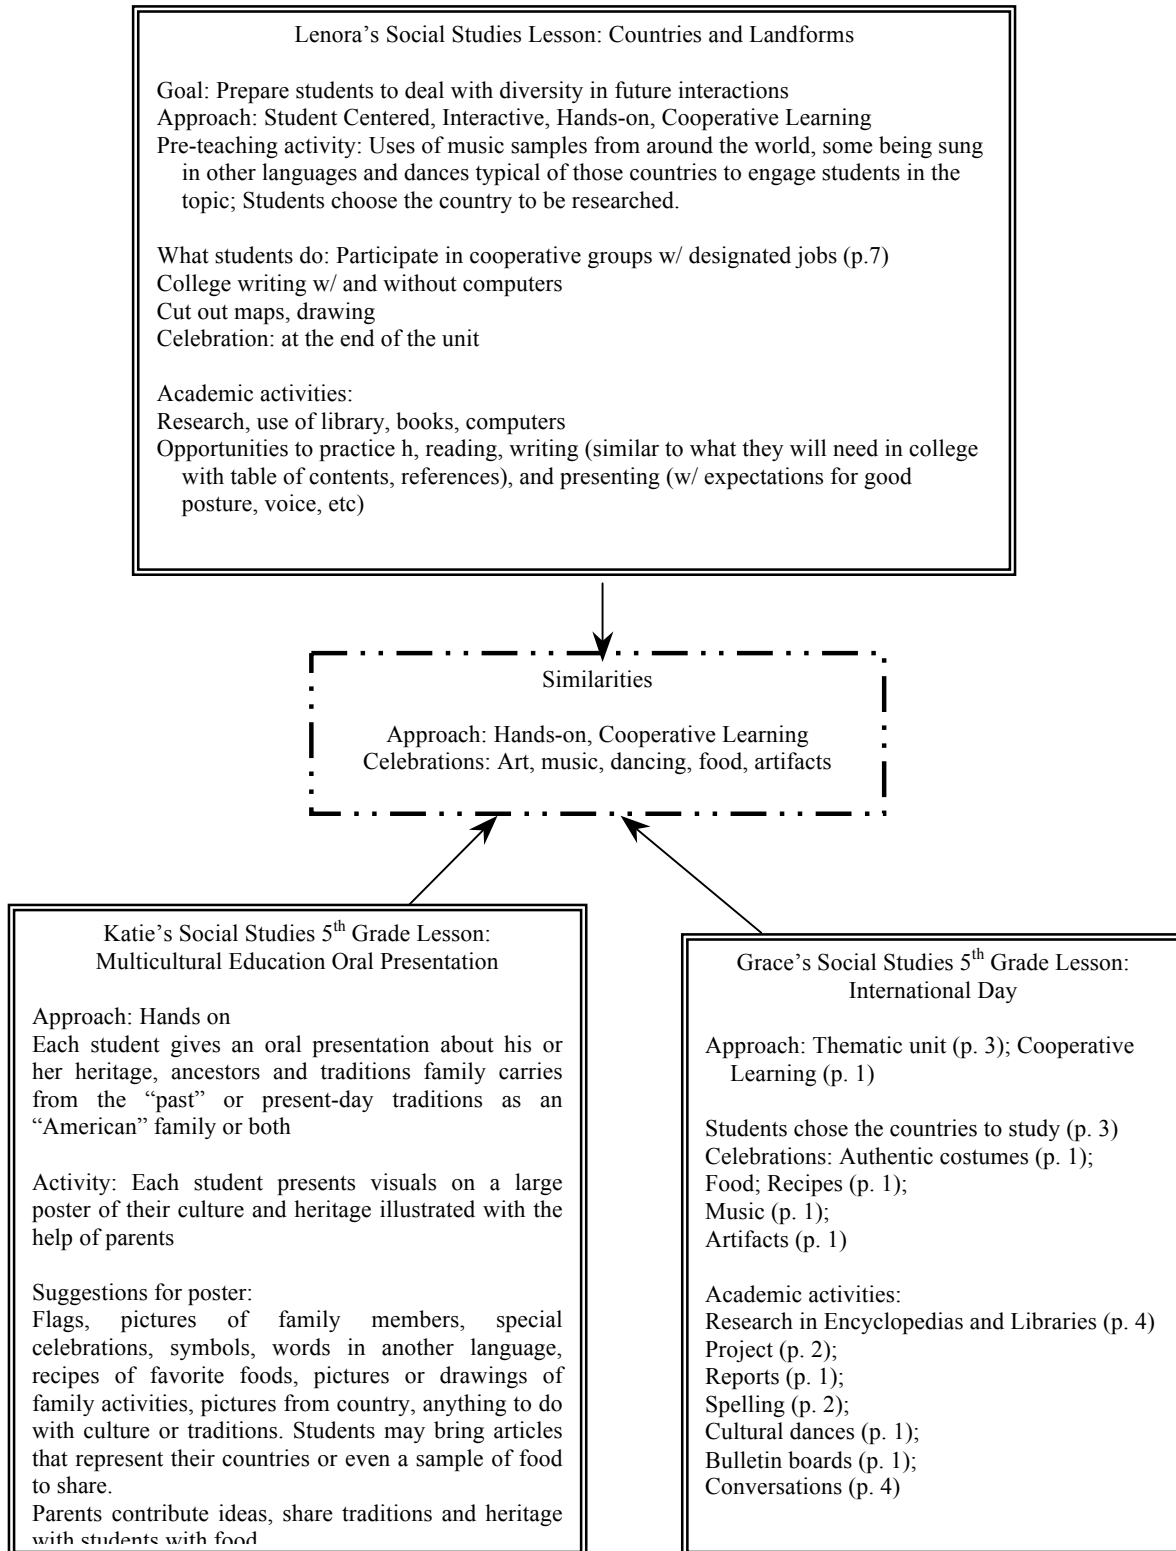 Lenora’s Social Studies Lesson: Countries and Landforms
Goal: Prepare students to deal with diversity in future interactions
Approach: Student Centered, Interactive, Hands-on, Cooperative Learning
Pre-teaching activity: Uses of music samples from around the world, some being sung
in other languages and dances typical of those countries to engage students in the
topic; Students choose the country to be researched.
What students do: Participate in cooperative groups w/ designated jobs (p.7)
College writing w/ and without computers
Cut out maps, drawing
Celebration: at the end of the unit
Academic activities:
Research, use of library, books, computers
Opportunities to practice h, reading, writing (similar to what they will need in college
with table of contents, references), and presenting (w/ expectations for good
posture, voice, etc)
Similarities
Approach: Hands-on, Cooperative Learning
Celebrations: Art, music, dancing, food, artifacts
Katie’s Social Studies 5th Grade Lesson:
Multicultural Education Oral Presentation
Approach: Hands on
Each student gives an oral presentation about his or
her heritage, ancestors and traditions family carries
from the “past” or present-day traditions as an
“American” family or both
Activity: Each student presents visuals on a large
poster of their culture and heritage illustrated with the
help of parents
Suggestions for poster:
Flags, pictures of family members, special
celebrations, symbols, words in another language,
recipes of favorite foods, pictures or drawings of
family activities, pictures from country, anything to do
with culture or traditions. Students may bring articles
that represent their countries or even a sample of food
to share.
Parents contribute ideas, share traditions and heritage
with students with food
Grace’s Social Studies 5th Grade Lesson:
International Day
Approach: Thematic unit (p. 3); Cooperative
Learning (p. 1)
Students chose the countries to study (p. 3)
Celebrations: Authentic costumes (p. 1);
Food; Recipes (p. 1);
Music (p. 1);
Artifacts (p. 1)
Academic activities:
Research in Encyclopedias and Libraries (p. 4)
Project (p. 2);
Reports (p. 1);
Spelling (p. 2);
Cultural dances (p. 1);
Bulletin boards (p. 1);
Conversations (p. 4)